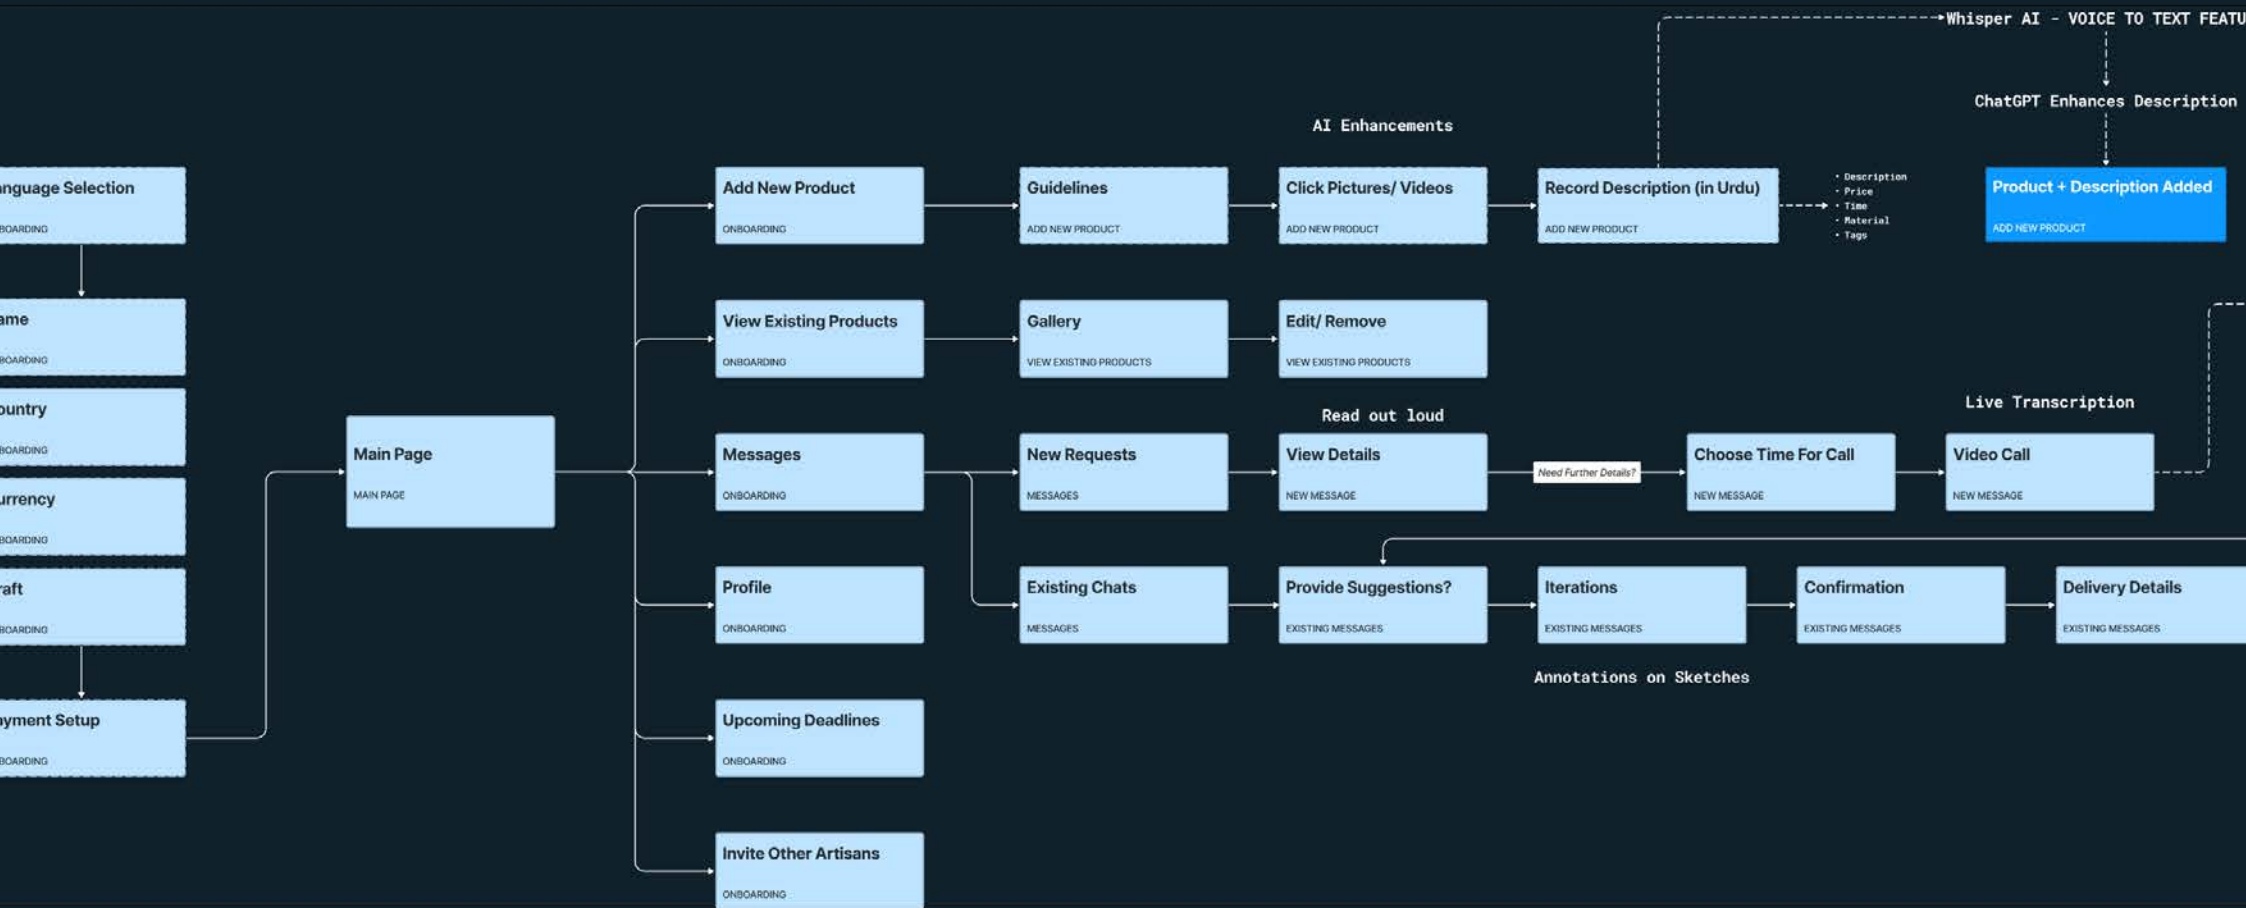 Whisper AI - VOICE TO TEXT FEATU
ChatGPT Enhances Description
AI Enhancements
anguage Selection
BOARDING
Add New Product
ONBOARDING
Guidelines
ADD NEW PRODUCT
Click Pictures/ Videos
ADD NEW PRODUCT
Record Description (in Urdu)
ADD NEW PRODUCT
• Description
• Price
• Time
• Material
• Tags
Product + Description Added
ADD NEW PRODUCT
ame
BOARDING
View Existing Products
ONBOARDING
Gallery
VIEW EXISTING PRODUCTS
Edit/ Remove
VIEW EXISTING PRODUCTS
ountry
BOARDING
Read out loud
Live Transcription
Main Page
MAIN PAGE
Messages
ONBOARDING
New Requests
MESSAGES
View Details
NEW MESSAGE
Need Further Details?
Choose Time For Call
NEW MESSAGE
Video Call
NEW MESSAGE
urrency
BOARDING
raft
BOARDING
Profile
ONBOARDING
Existing Chats
MESSAGES
Provide Suggestions?
EXISTING MESSAGES
Iterations
EXISTING MESSAGES
Confirmation
EXISTING MESSAGES
Delivery Details
EXISTING MESSAGES
Annotations on Sketches
ayment Setup
BOARDING
Upcoming Deadlines
ONBOARDING
Invite Other Artisans
ONBOARDING